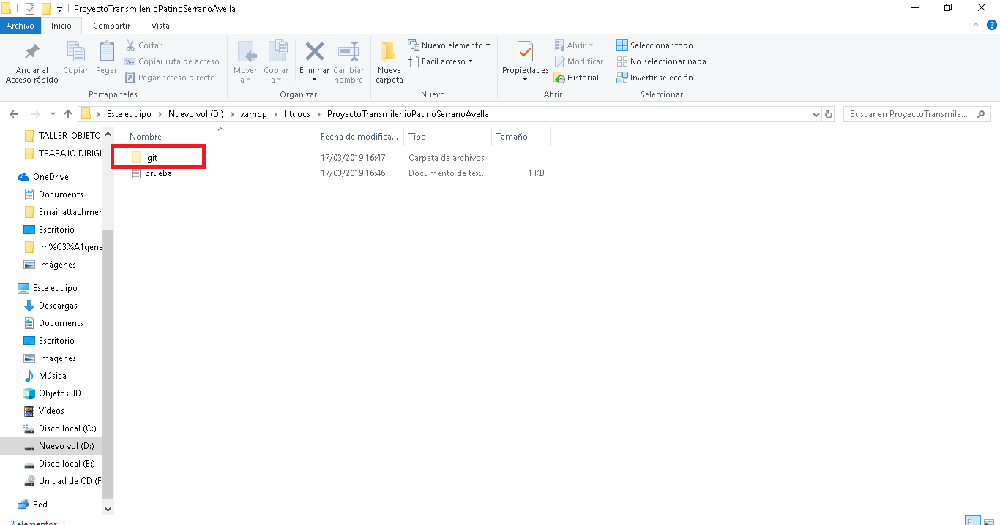 ProyectoTransmilenioPatinoSerranoAvella
Archivo Inicio Compartir Vista
Anclar al Acceso rápido
Copiar
Pegar
Cortar
Copiar ruta de acceso
Pegar acceso directo
Portapapeles
Mover a
Copiar a
Eliminar
Cambiar nombre
Organizar
Nueva carpeta
Nuevo elemento
Fácil acceso
Nuevo
Propiedades
Abrir
Modificar
Historial
Abrir
Seleccionar todo
No seleccionar nada
Invertir selección
Seleccionar
Este equipo > Nuevo vol (D:) > xampp > htdocs > ProyectoTransmilenioPatinoSerranoAvella
Buscar en ProyectoTransmile...
TALLER_OBJETO
TRABAJO DIRIGI
OneDrive
Documents
Email attachmer
Escritorio
Im%C3%A1gene
Imágenes
Este equipo
Descargas
Documents
Escritorio
Imágenes
Música
Objetos 3D
Vídeos
Disco local (C:)
Nuevo vol (D:)
Disco local (E:)
Unidad de CD (F
Red
Nombre Fecha de modifica... Tipo Tamaño
.git 17/03/2019 16:47 Carpeta de archivos
prueba 17/03/2019 16:46 Documento de tex... 1 KB
2 elementos